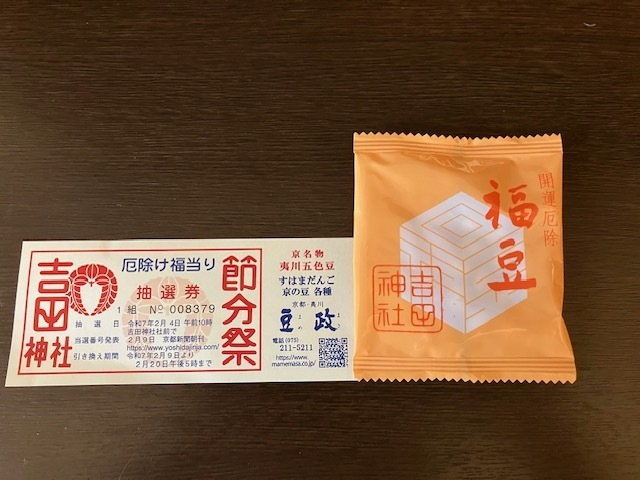 吉田
神社
厄除け福当り
抽選券
1組 № 008379
抽選日 令和7年2月4日 午前10時
吉田神社社前で
当選番号発表 2月9日 京都新聞朝刊
https://www.yoshidajinja.com/
引き換え期間 令和7年2月9日より
2月20日午後5時まで
節分祭
京名物
夷川五色豆
すはまだんご
京の豆 各種
京都・夷川
豆政
まめまさ
電話(075)
211-5211
https://www.
mamemasa.co.jp/
開運厄除
福豆
吉田
神社